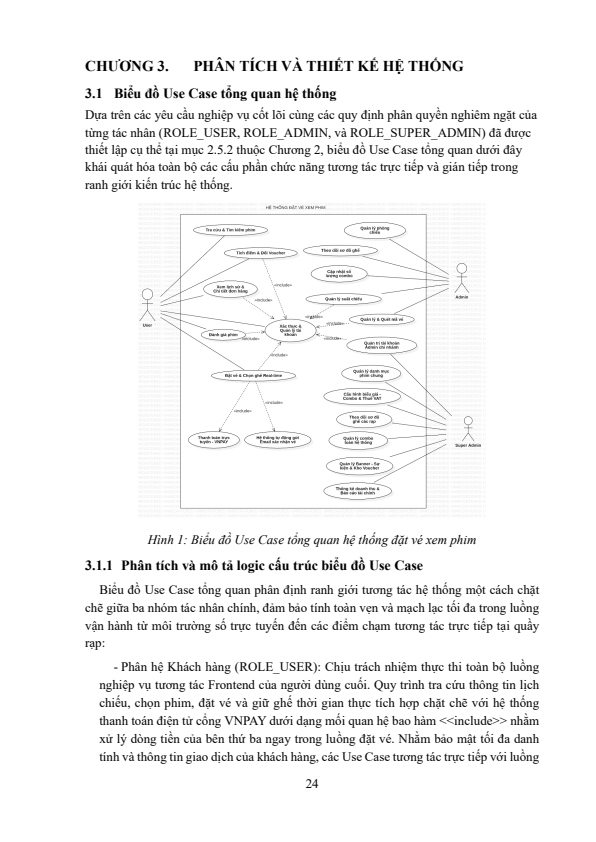 CHƯƠNG 3. PHÂN TÍCH VÀ THIẾT KẾ HỆ THỐNG
3.1 Biểu đồ Use Case tổng quan hệ thống
Dựa trên các yêu cầu nghiệp vụ cốt lõi cùng các quy định phân quyền nghiêm ngặt của
từng tác nhân (ROLE_USER, ROLE_ADMIN, và ROLE_SUPER_ADMIN) đã được
thiết lập cụ thể tại mục 2.5.2 thuộc Chương 2, biểu đồ Use Case tổng quan dưới đây
khái quát hóa toàn bộ các cấu phần chức năng tương tác trực tiếp và gián tiếp trong
ranh giới kiến trúc hệ thống.
HỆ THỐNG ĐẶT VÉ XEM PHIM
Tra cứu & Tìm kiếm phim
Quản lý phòng
chiếu
Tích điểm & Đổi Voucher
Theo dõi sơ đồ ghế
Cập nhật số
lượng combo
Admin
Xem lịch sử &
Chi tiết đơn hàng
«include»
«include»
Quản lý suất chiếu
User
Xác thực &
Quản lý tài
khoản
«include»
«include»
Quản lý & Quét mã vé
Đánh giá phim
«include»
«include»
Quản trị tài khoản
Admin chi nhánh
«include»
Đặt vé & Chọn ghế Real-time
Quản lý danh mục
phim chung
Cấu hình biểu giá -
Combo & Thuế VAT
«include»
«include»
Theo dõi sơ đồ
ghế các rạp
Thanh toán trực
tuyến - VNPAY
Hệ thống tự động gửi
Email xác nhận vé
Quản lý combo
toàn hệ thống
Super Admin
Quản lý Banner - Sự
kiện & Kho Voucher
Thống kê doanh thu &
Báo cáo tài chính
Hình 1: Biểu đồ Use Case tổng quan hệ thống đặt vé xem phim
3.1.1 Phân tích và mô tả logic cấu trúc biểu đồ Use Case
Biểu đồ Use Case tổng quan phân định ranh giới tương tác hệ thống một cách chặt
chẽ giữa ba nhóm tác nhân chính, đảm bảo tính toàn vẹn và mạch lạc tối đa trong luồng
vận hành từ môi trường số trực tuyến đến các điểm chạm tương tác trực tiếp tại quầy
rạp:
- Phân hệ Khách hàng (ROLE_USER): Chịu trách nhiệm thực thi toàn bộ luồng
nghiệp vụ tương tác Frontend của người dùng cuối. Quy trình tra cứu thông tin lịch
chiếu, chọn phim, đặt vé và giữ ghế thời gian thực tích hợp chặt chẽ với hệ thống
thanh toán điện tử cổng VNPAY dưới dạng mối quan hệ bao hàm <<include>> nhằm
xử lý dòng tiền của bên thứ ba ngay trong luồng đặt vé. Nhằm bảo mật tối đa danh
tính và thông tin giao dịch của khách hàng, các Use Case tương tác trực tiếp với luồng
24